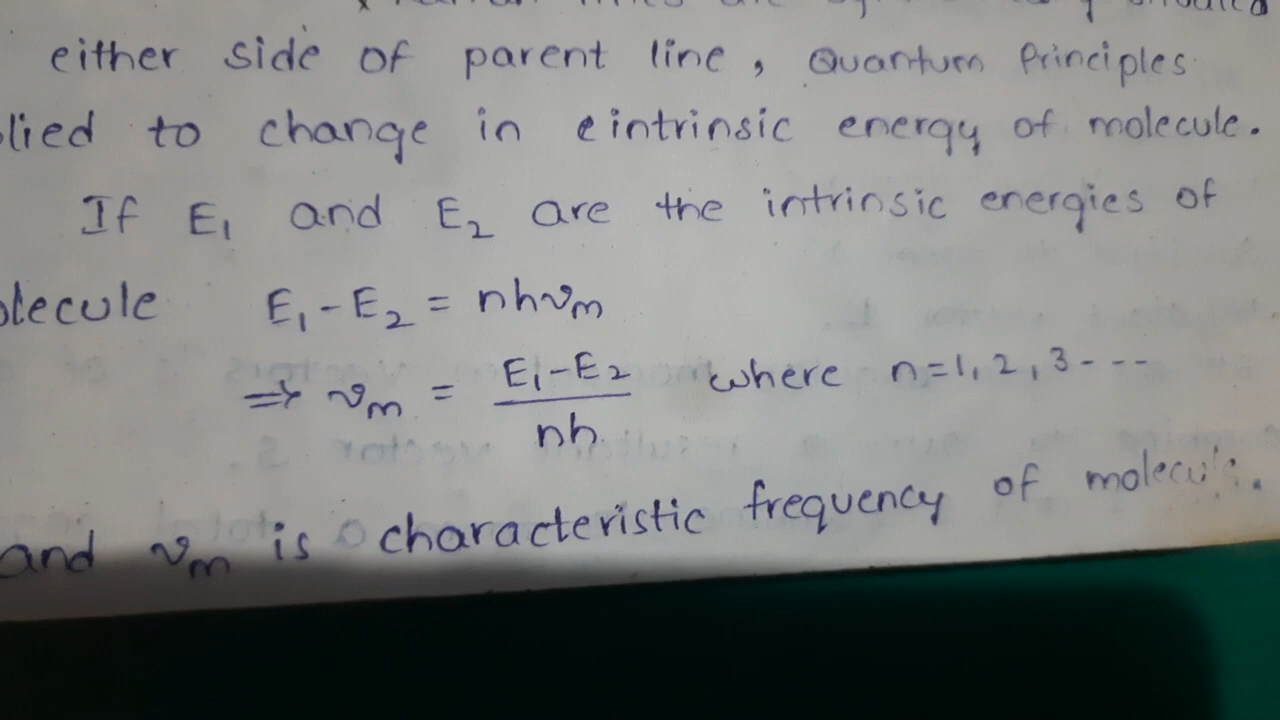 either side of parent line, Quantum Principles
lied to change in eintrinsic energy of molecule.
If E₁ and E₂ are the intrinsic energies of
olecule E₁-E₂ = nhνm
⇒ νm = E₁-E₂ / nh where n=1, 2, 3 - - -
and νm is characteristic frequency of molecule.